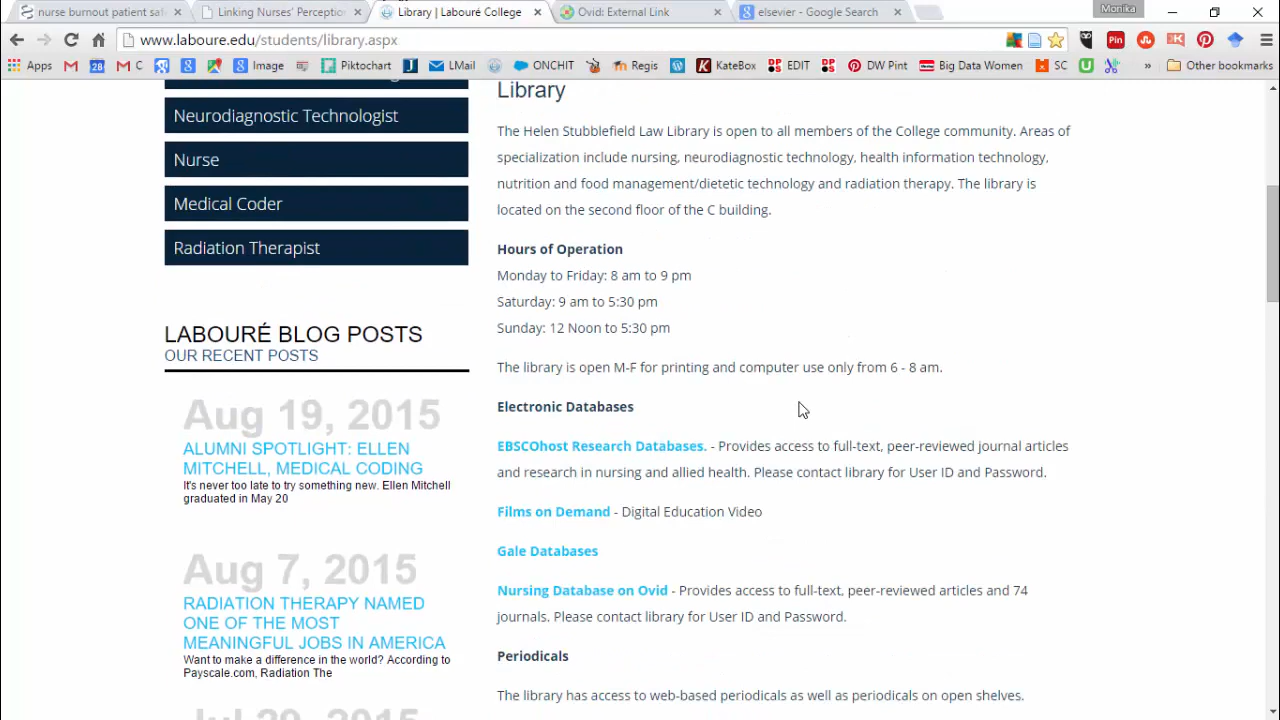 nurse burnout patient saf
Linking Nurses' Perceptio
Library | Labouré College
Ovid: External Link
elsevier - Google Search
Monika
www.laboure.edu/students/library.aspx
Apps
M C
Image
Piktochart
LMail
ONCHIT
Regis
KateBox
EDIT
DW Pint
Big Data Women
SC
»
Other bookmarks
Neurodiagnostic Technologist
Nurse
Medical Coder
Radiation Therapist
LABOURÉ BLOG POSTS
OUR RECENT POSTS
Aug 19, 2015
ALUMNI SPOTLIGHT: ELLEN
MITCHELL, MEDICAL CODING
It's never too late to try something new. Ellen Mitchell
graduated in May 20
Aug 7, 2015
RADIATION THERAPY NAMED
ONE OF THE MOST
MEANINGFUL JOBS IN AMERICA
Want to make a difference in the world? According to
Payscale.com, Radiation The
Library
The Helen Stubblefield Law Library is open to all members of the College community. Areas of
specialization include nursing, neurodiagnostic technology, health information technology,
nutrition and food management/dietetic technology and radiation therapy. The library is
located on the second floor of the C building.
Hours of Operation
Monday to Friday: 8 am to 9 pm
Saturday: 9 am to 5:30 pm
Sunday: 12 Noon to 5:30 pm
The library is open M-F for printing and computer use only from 6 - 8 am.
Electronic Databases
EBSCOhost Research Databases. - Provides access to full-text, peer-reviewed journal articles
and research in nursing and allied health. Please contact library for User ID and Password.
Films on Demand - Digital Education Video
Gale Databases
Nursing Database on Ovid - Provides access to full-text, peer-reviewed articles and 74
journals. Please contact library for User ID and Password.
Periodicals
The library has access to web-based periodicals as well as periodicals on open shelves.